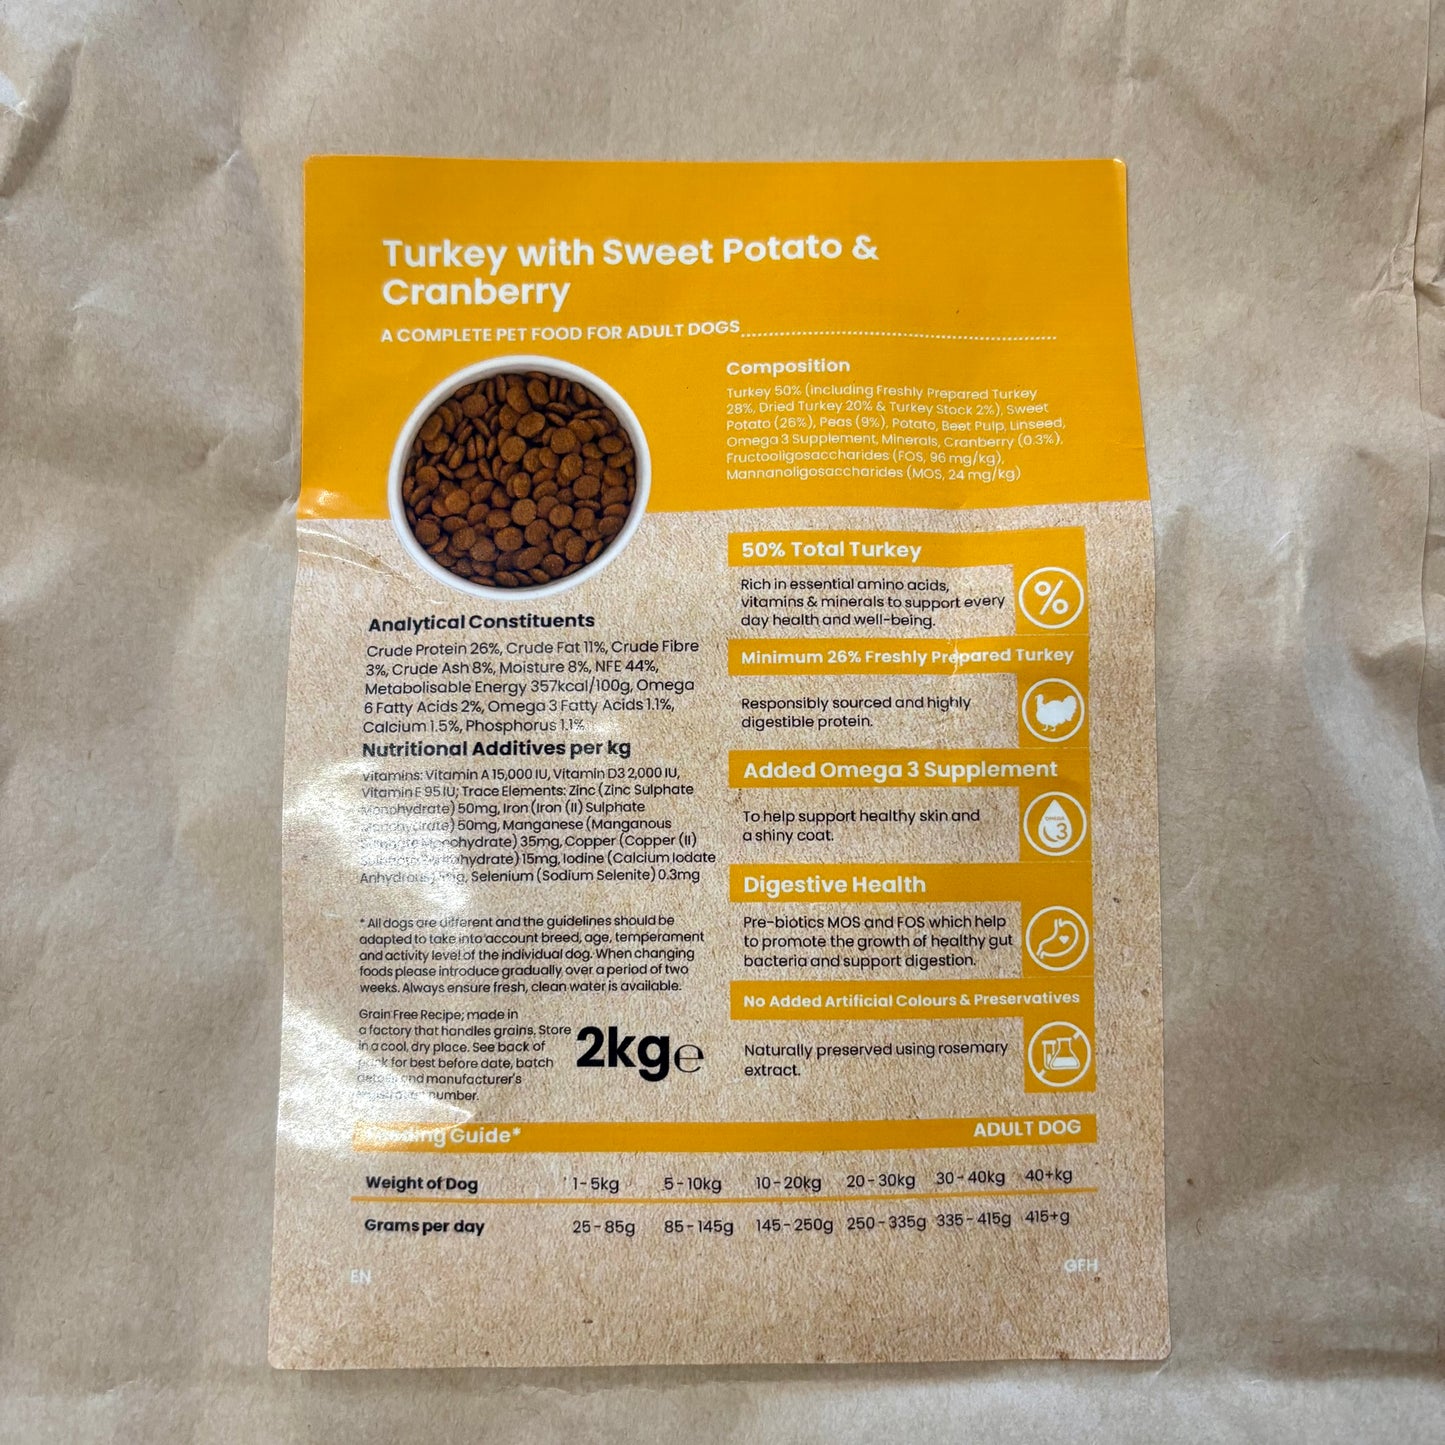 Turkey with Sweet Potato &
Cranberry
A COMPLETE PET FOOD FOR ADULT DOGS
Composition
Turkey 50% (including Freshly Prepared Turkey
28%, Dried Turkey 20% & Turkey Stock 2%), Sweet
Potato (26%), Peas (9%), Potato, Beet Pulp, Linseed,
Omega 3 Supplement, Minerals, Cranberry (0.3%),
Fructooligosaccharides (FOS, 96 mg/kg),
Mannanoligosaccharides (MOS, 24 mg/kg)
Analytical Constituents
Crude Protein 26%, Crude Fat 11%, Crude Fibre
3%, Crude Ash 8%, Moisture 8%, NFE 44%,
Metabolisable Energy 357kcal/100g, Omega
6 Fatty Acids 2%, Omega 3 Fatty Acids 1.1%,
Calcium 1.5%, Phosphorus 1.1%
Nutritional Additives per kg
Vitamins: Vitamin A 15,000 IU, Vitamin D3 2,000 IU,
Vitamin E 95 IU; Trace Elements: Zinc (Zinc Sulphate
Monohydrate) 50mg, Iron (Iron (II) Sulphate
Monohydrate) 50mg, Manganese (Manganous
Sulphate Monohydrate) 35mg, Copper (Copper (II)
Sulphate 15mg, Iodine (Calcium Iodate
Anhydrous) Selenium (Sodium Selenite) 0.3mg
* All dogs are different and the guidelines should be
adapted to take into account breed, age, temperament
and activity level of the individual dog. When changing
foods please introduce gradually over a period of two
weeks. Always ensure fresh, clean water is available.
Grain Free Recipe; made in
a factory that handles grains. Store
in a cool, dry place. See back of
pack for best before date, batch
details and manufacturer's
number.
2kg℮
50% Total Turkey
Rich in essential amino acids,
vitamins & minerals to support every
day health and well-being.
%
Minimum 26% Freshly Prepared Turkey
Responsibly sourced and highly
digestible protein.
Added Omega 3 Supplement
To help support healthy skin and
a shiny coat.
OMEGA
3
Digestive Health
Pre-biotics MOS and FOS which help
to promote the growth of healthy gut
bacteria and support digestion.
No Added Artificial Colours & Preservatives
Naturally preserved using rosemary
extract.
Feeding Guide* ADULT DOG
Weight of Dog 1-5kg 5-10kg 10-20kg 20-30kg 30-40kg 40+kg
Grams per day 25-85g 85-145g 145-250g 250-335g 335-415g 415+g
EN GFH